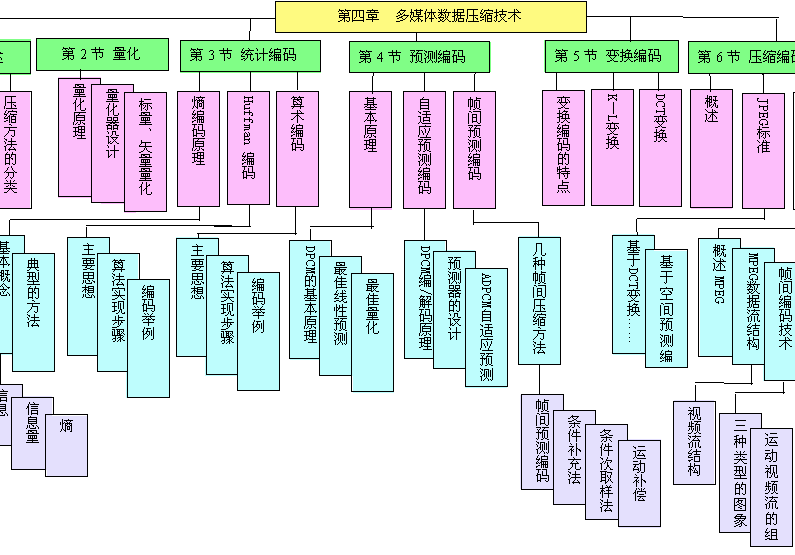 第四章 多媒体数据压缩技术
第2节 量化
第3节 统计编码
第4节 预测编码
第5节 变换编码
第6节 压缩编码
压缩方法的分类
量化原理
量化器设计
标量、矢量量化
熵编码原理
Huffman 编码
算术编码
基本原理
自适应预测编码
帧间预测编码
变换编码的特点
K—L变换
DCT变换
概述
JPEG标准
基本概念
典型的方法
主要思想
算法实现步骤
编码举例
主要思想
算法实现步骤
编码举例
DPCM的基本原理
最佳线性预测
最佳量化
DPCM编/解码原理
预测器的设计
ADPCM自适应预测
几种帧间压缩方法
基于DCT变换……
基于空间预测编
概述 MPEG
MPEG数据流结构
帧间编码技术
信息
信息量
熵
帧间预测编码
条件补充法
条件次取样法
运动补偿
视频流结构
三种类型的图象
运动视频流的组